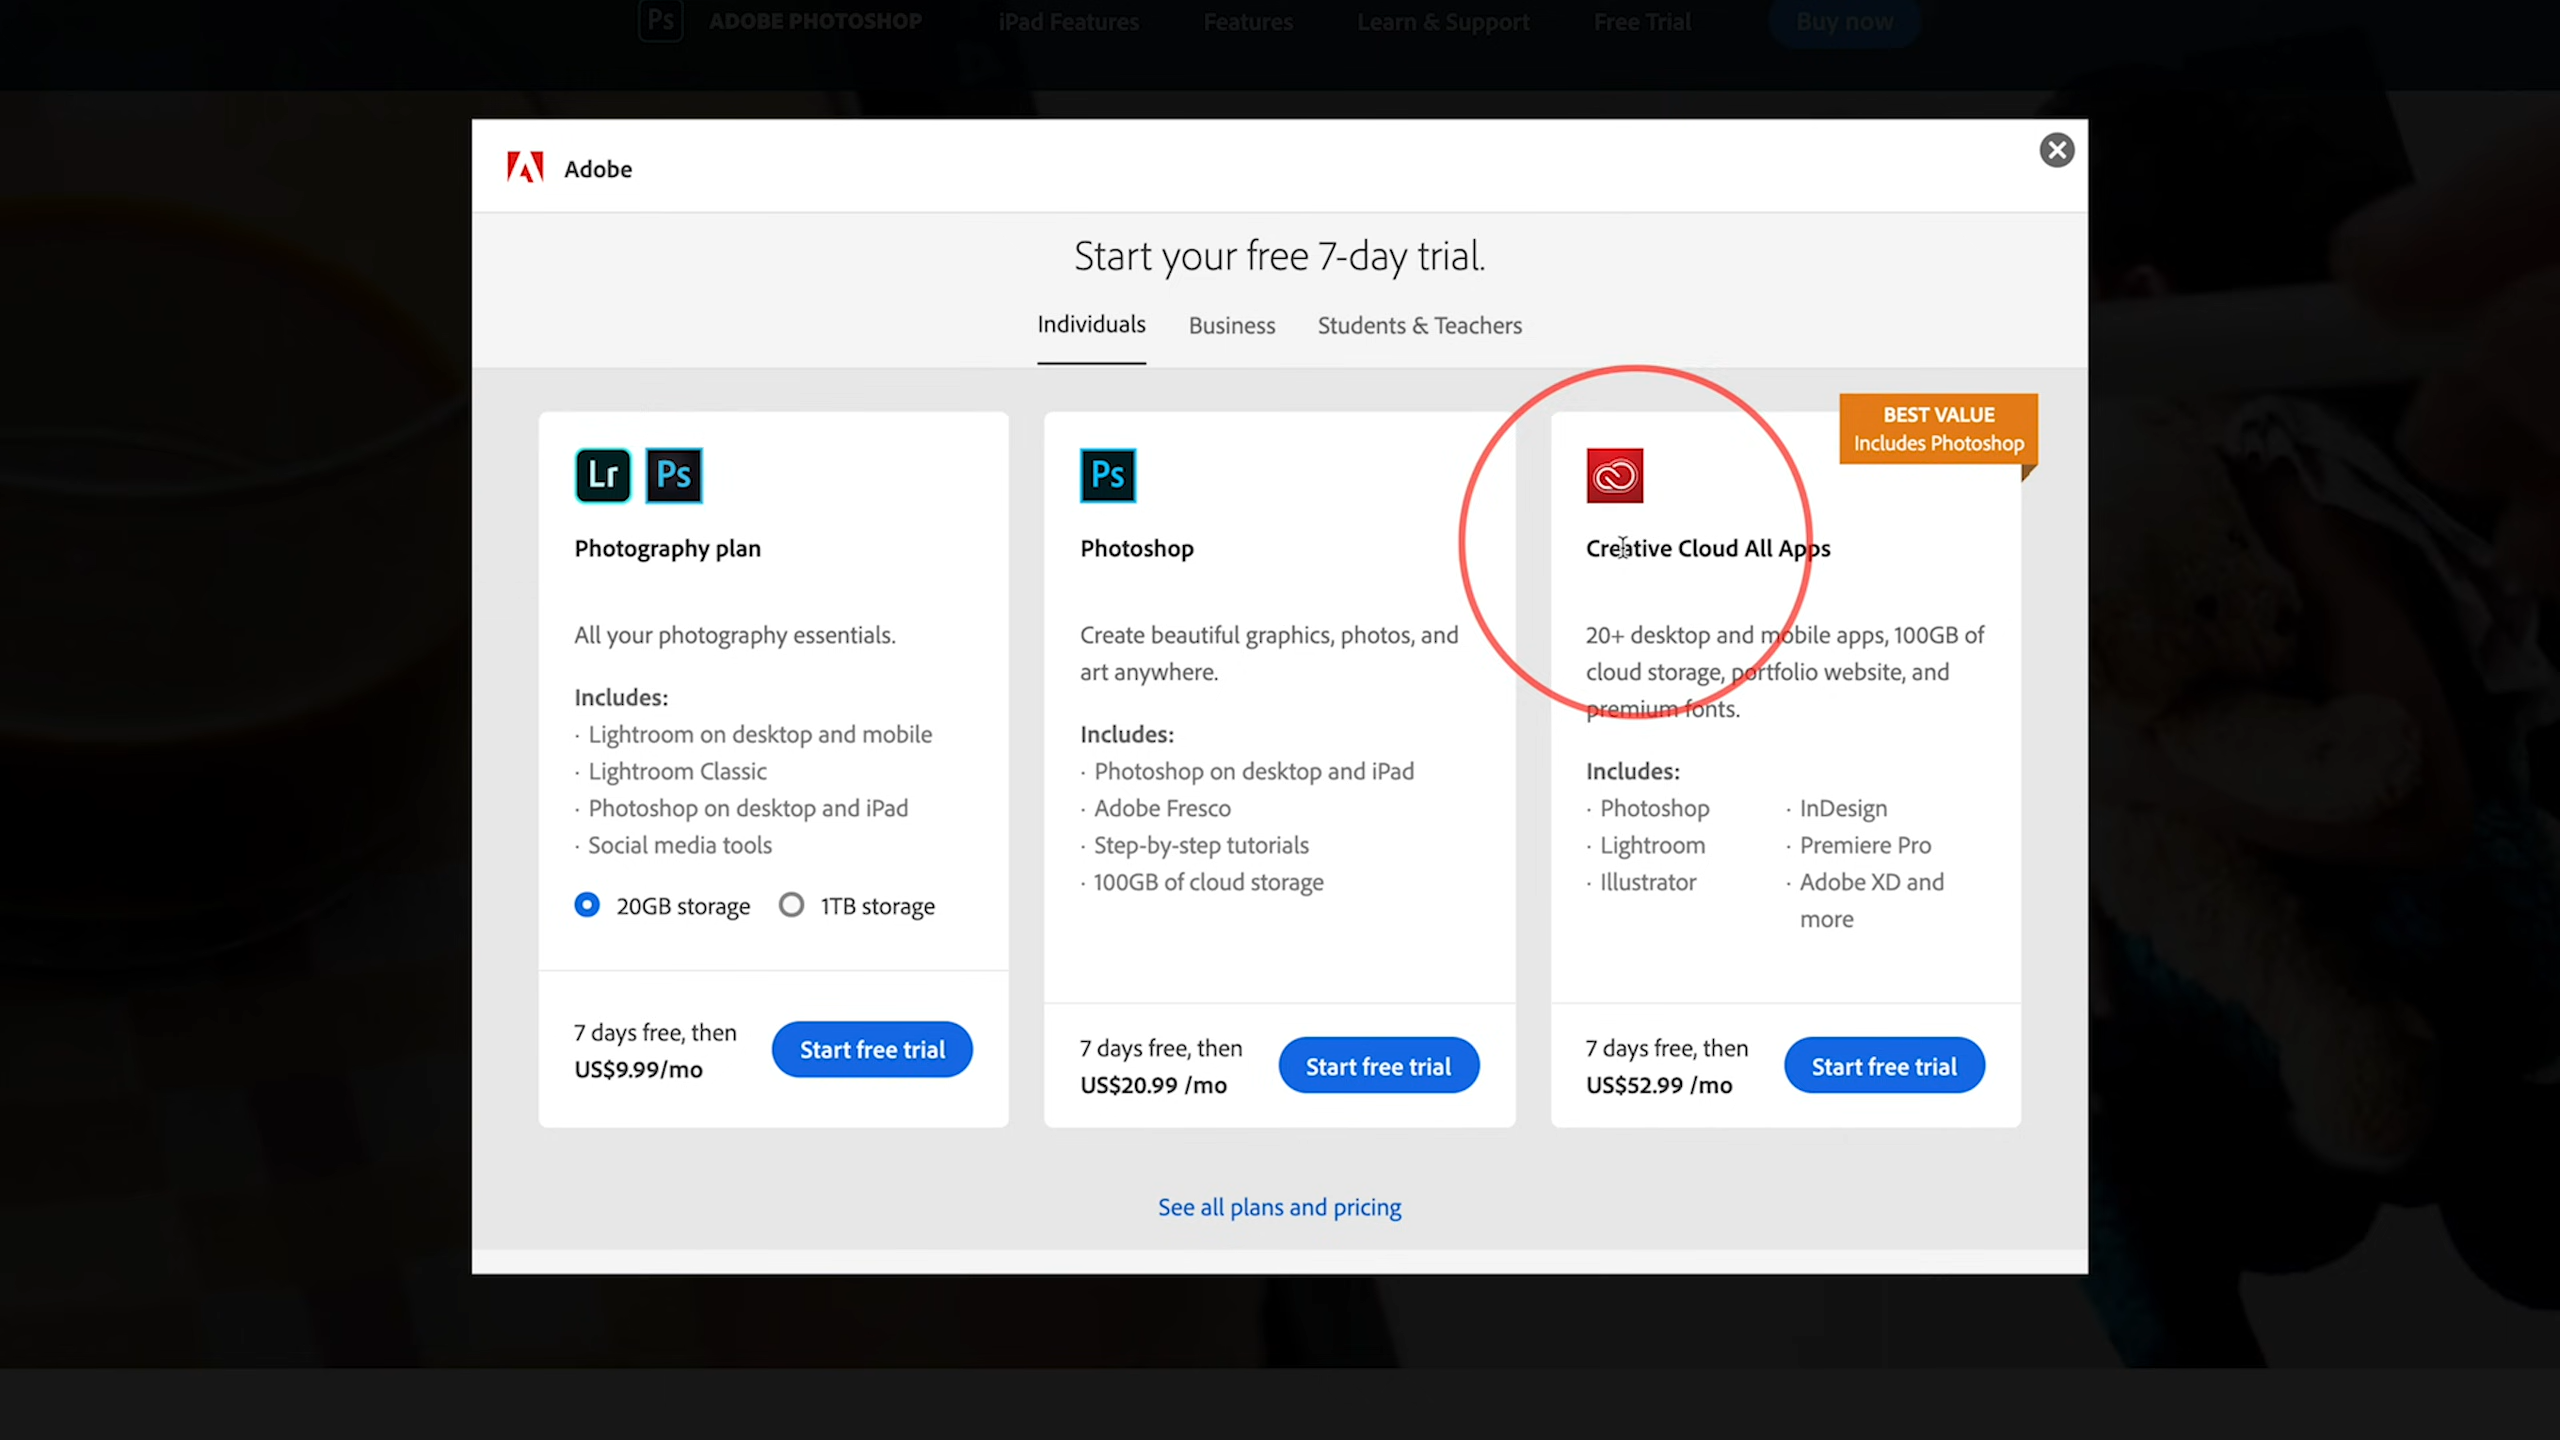 Ps ADOBE PHOTOSHOP iPad Features Features Learn & Support Free Trial Buy now
Adobe
Start your free 7-day trial.
Individuals Business Students & Teachers
Lr Ps
Photography plan
All your photography essentials.
Includes:
· Lightroom on desktop and mobile
· Lightroom Classic
· Photoshop on desktop and iPad
· Social media tools
20GB storage 1TB storage
7 days free, then
US$9.99/mo
Start free trial
Ps
Photoshop
Create beautiful graphics, photos, and
art anywhere.
Includes:
· Photoshop on desktop and iPad
· Adobe Fresco
· Step-by-step tutorials
· 100GB of cloud storage
7 days free, then
US$20.99 /mo
Start free trial
BEST VALUE
Includes Photoshop
Creative Cloud All Apps
20+ desktop and mobile apps, 100GB of
cloud storage, portfolio website, and
premium fonts.
Includes:
· Photoshop
· Lightroom
· Illustrator
· InDesign
· Premiere Pro
· Adobe XD and
more
7 days free, then
US$52.99 /mo
Start free trial
See all plans and pricing